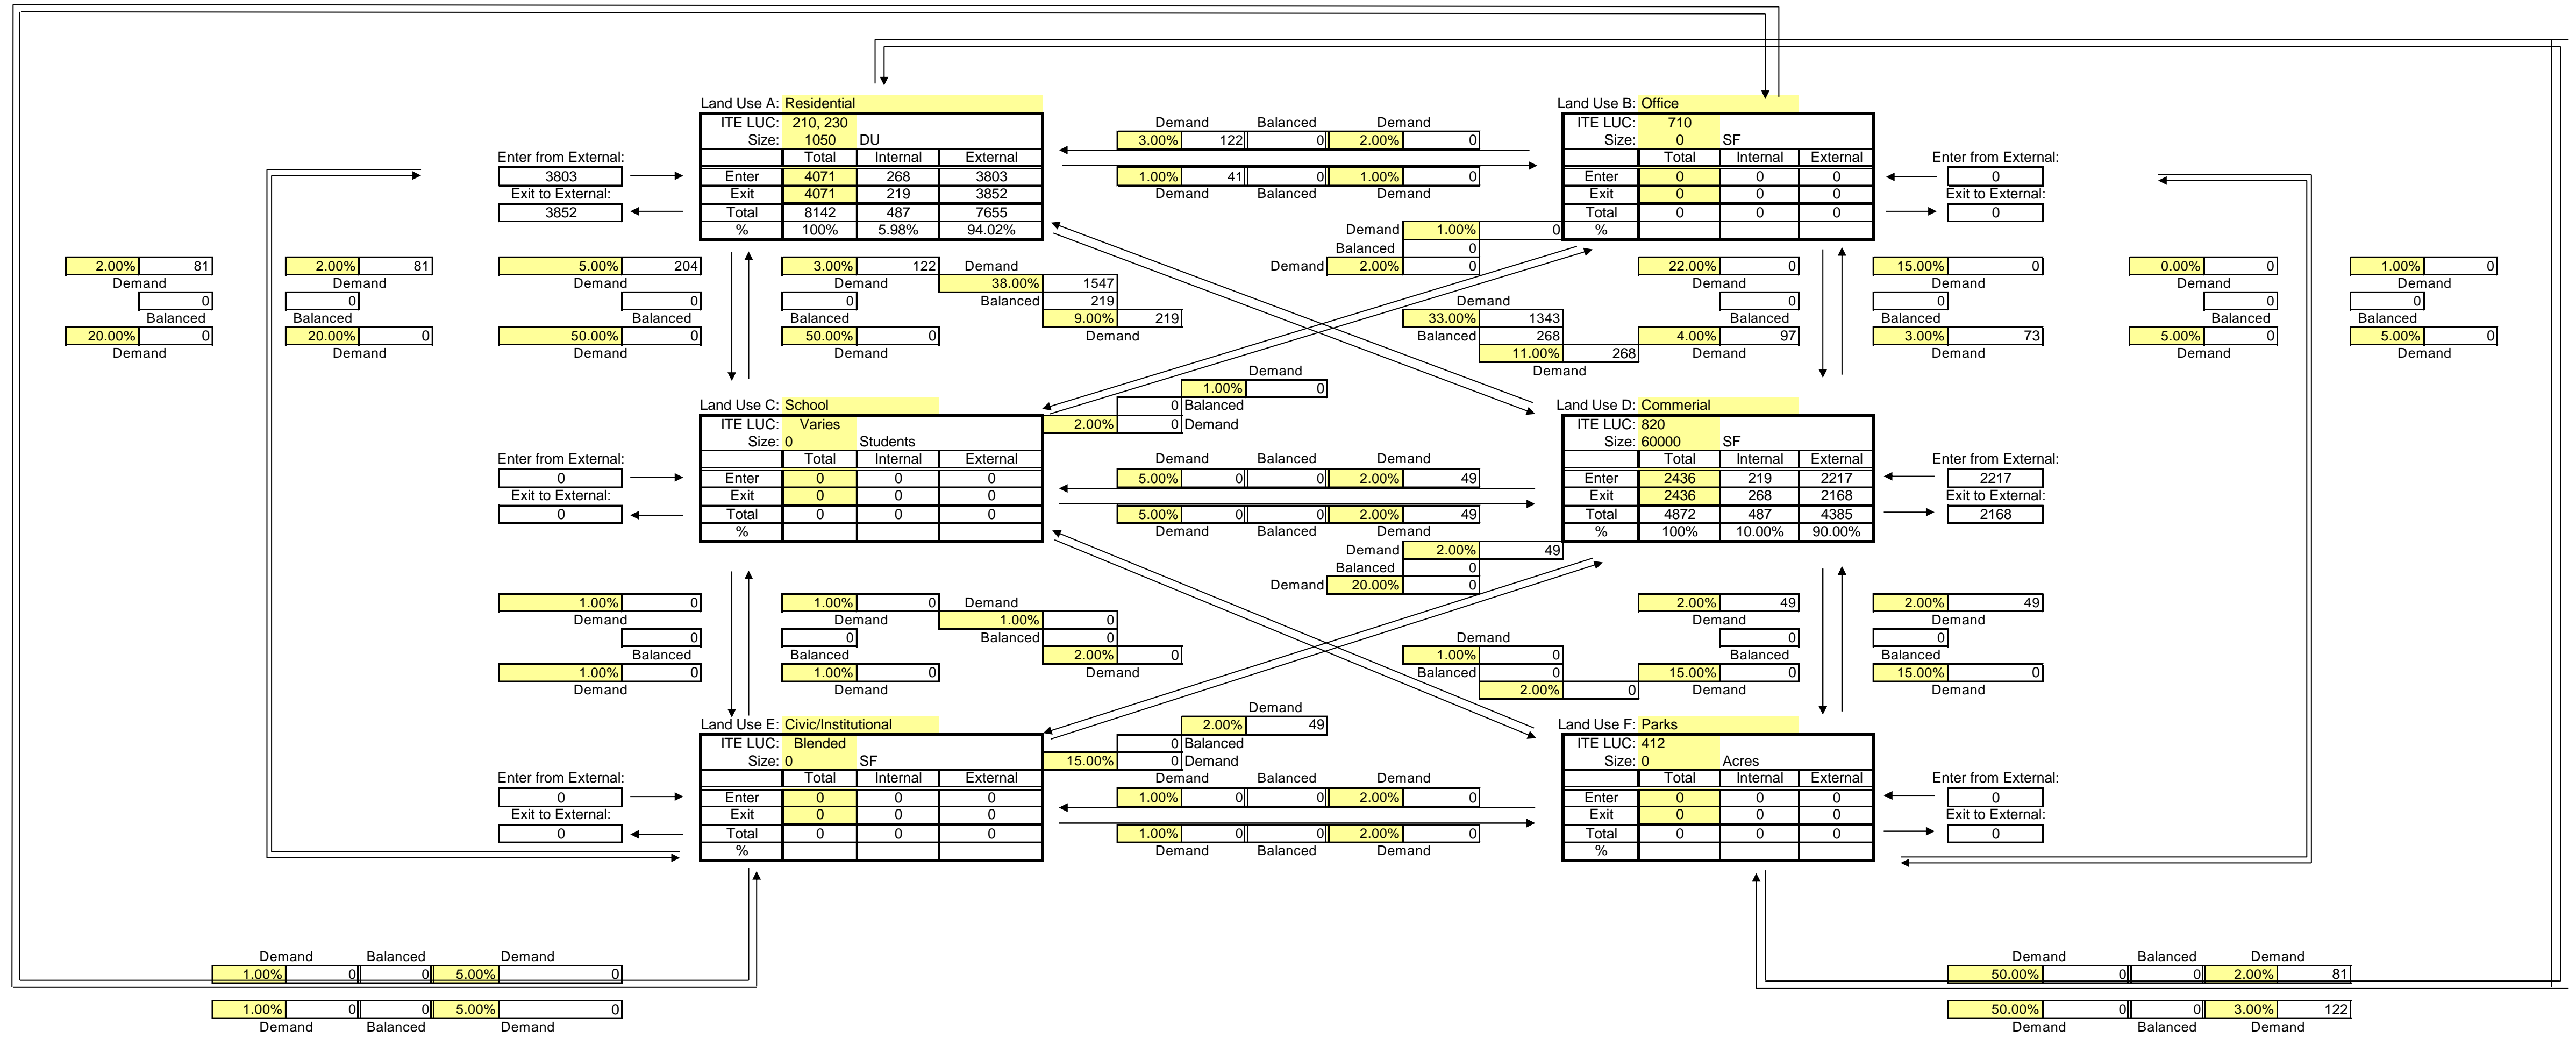 Land Use A: Residential Land Use B: Office
ITE LUC: 210, 230 Demand Balanced Demand ITE LUC: 710
Size: 1050 DU 3.00% 122 0 2.00% 0 Size: 0 SF
Enter from External: Total Internal External Total Internal External Enter from External:
3803 Enter 4071 268 3803 1.00% 41 0 1.00% 0 Enter 0 0 0 0
Exit to External: Exit 4071 219 3852 Demand Balanced Demand Exit 0 0 0 Exit to External:
3852 Total 8142 487 7655 Total 0 0 0 0
% 100% 5.98% 94.02% Demand 1.00% 0 %
Balanced 0
2.00% 81 2.00% 81 5.00% 204 3.00% 122 Demand Demand 2.00% 0 22.00% 0 15.00% 0 0.00% 0 1.00% 0
Demand Demand Demand Demand 38.00% 1547 Demand Demand Demand Demand
0 0 0 0 Balanced 219 Demand 0 0 0 0
Balanced Balanced Balanced Balanced 9.00% 219 33.00% 1343 Balanced Balanced Balanced Balanced
20.00% 0 20.00% 0 50.00% 0 50.00% 0 Demand Balanced 268 4.00% 97 3.00% 73 5.00% 0 5.00% 0
Demand Demand Demand Demand 11.00% 268 Demand Demand Demand Demand
Demand Demand
1.00% 0
Land Use C: School 0 Balanced Land Use D: Commerial
ITE LUC: Varies 2.00% 0 Demand ITE LUC: 820
Size: 0 Students Size: 60000 SF
Enter from External: Total Internal External Demand Balanced Demand Total Internal External Enter from External:
0 Enter 0 0 0 5.00% 0 0 2.00% 49 Enter 2436 219 2217 2217
Exit to External: Exit 0 0 0 Exit 2436 268 2168 Exit to External:
0 Total 0 0 0 5.00% 0 0 2.00% 49 Total 4872 487 4385 2168
% Demand Balanced Demand % 100% 10.00% 90.00%
Demand 2.00% 49
Balanced 0
Demand 20.00% 0
1.00% 0 1.00% 0 Demand 2.00% 49 2.00% 49
Demand Demand 1.00% 0 Demand Demand
0 0 Balanced 0 Demand 0 0
Balanced Balanced 2.00% 0 1.00% 0 Balanced Balanced
1.00% 0 1.00% 0 Demand Balanced 0 15.00% 0 15.00% 0
Demand Demand 2.00% 0 Demand Demand
Demand
Land Use E: Civic/Institutional 2.00% 49 Land Use F: Parks
ITE LUC: Blended 0 Balanced ITE LUC: 412
Size: 0 SF 15.00% 0 Demand Size: 0 Acres
Enter from External: Total Internal External Demand Balanced Demand Total Internal External Enter from External:
0 Enter 0 0 0 1.00% 0 0 2.00% 0 Enter 0 0 0 0
Exit to External: Exit 0 0 0 Exit 0 0 0 Exit to External:
0 Total 0 0 0 1.00% 0 0 2.00% 0 Total 0 0 0 0
% Demand Balanced Demand %
Demand Balanced Demand Demand Balanced Demand
1.00% 0 0 5.00% 0 50.00% 0 0 2.00% 81
1.00% 0 0 5.00% 0 50.00% 0 0 3.00% 122
Demand Balanced Demand Demand Balanced Demand